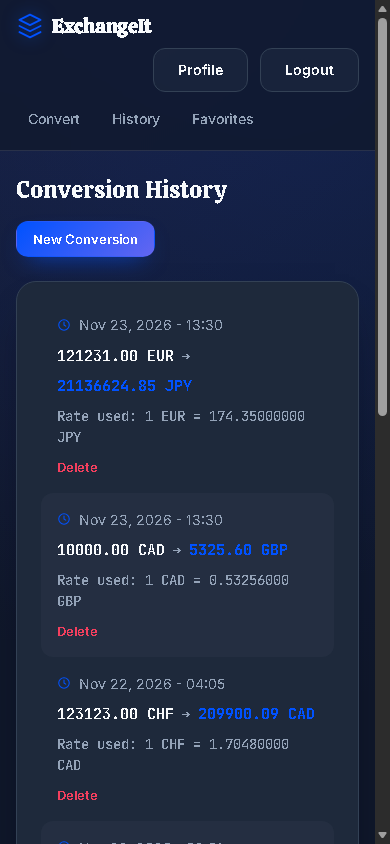 ExchangeIt
Profile
Logout
Convert
History
Favorites
Conversion History
New Conversion
Nov 23, 2026 - 13:30
121231.00 EUR →
21136624.85 JPY
Rate used: 1 EUR = 174.35000000
JPY
Delete
Nov 23, 2026 - 13:30
10000.00 CAD → 5325.60 GBP
Rate used: 1 CAD = 0.53256000
GBP
Delete
Nov 22, 2026 - 04:05
123123.00 CHF → 209900.09 CAD
Rate used: 1 CHF = 1.70480000
CAD
Delete